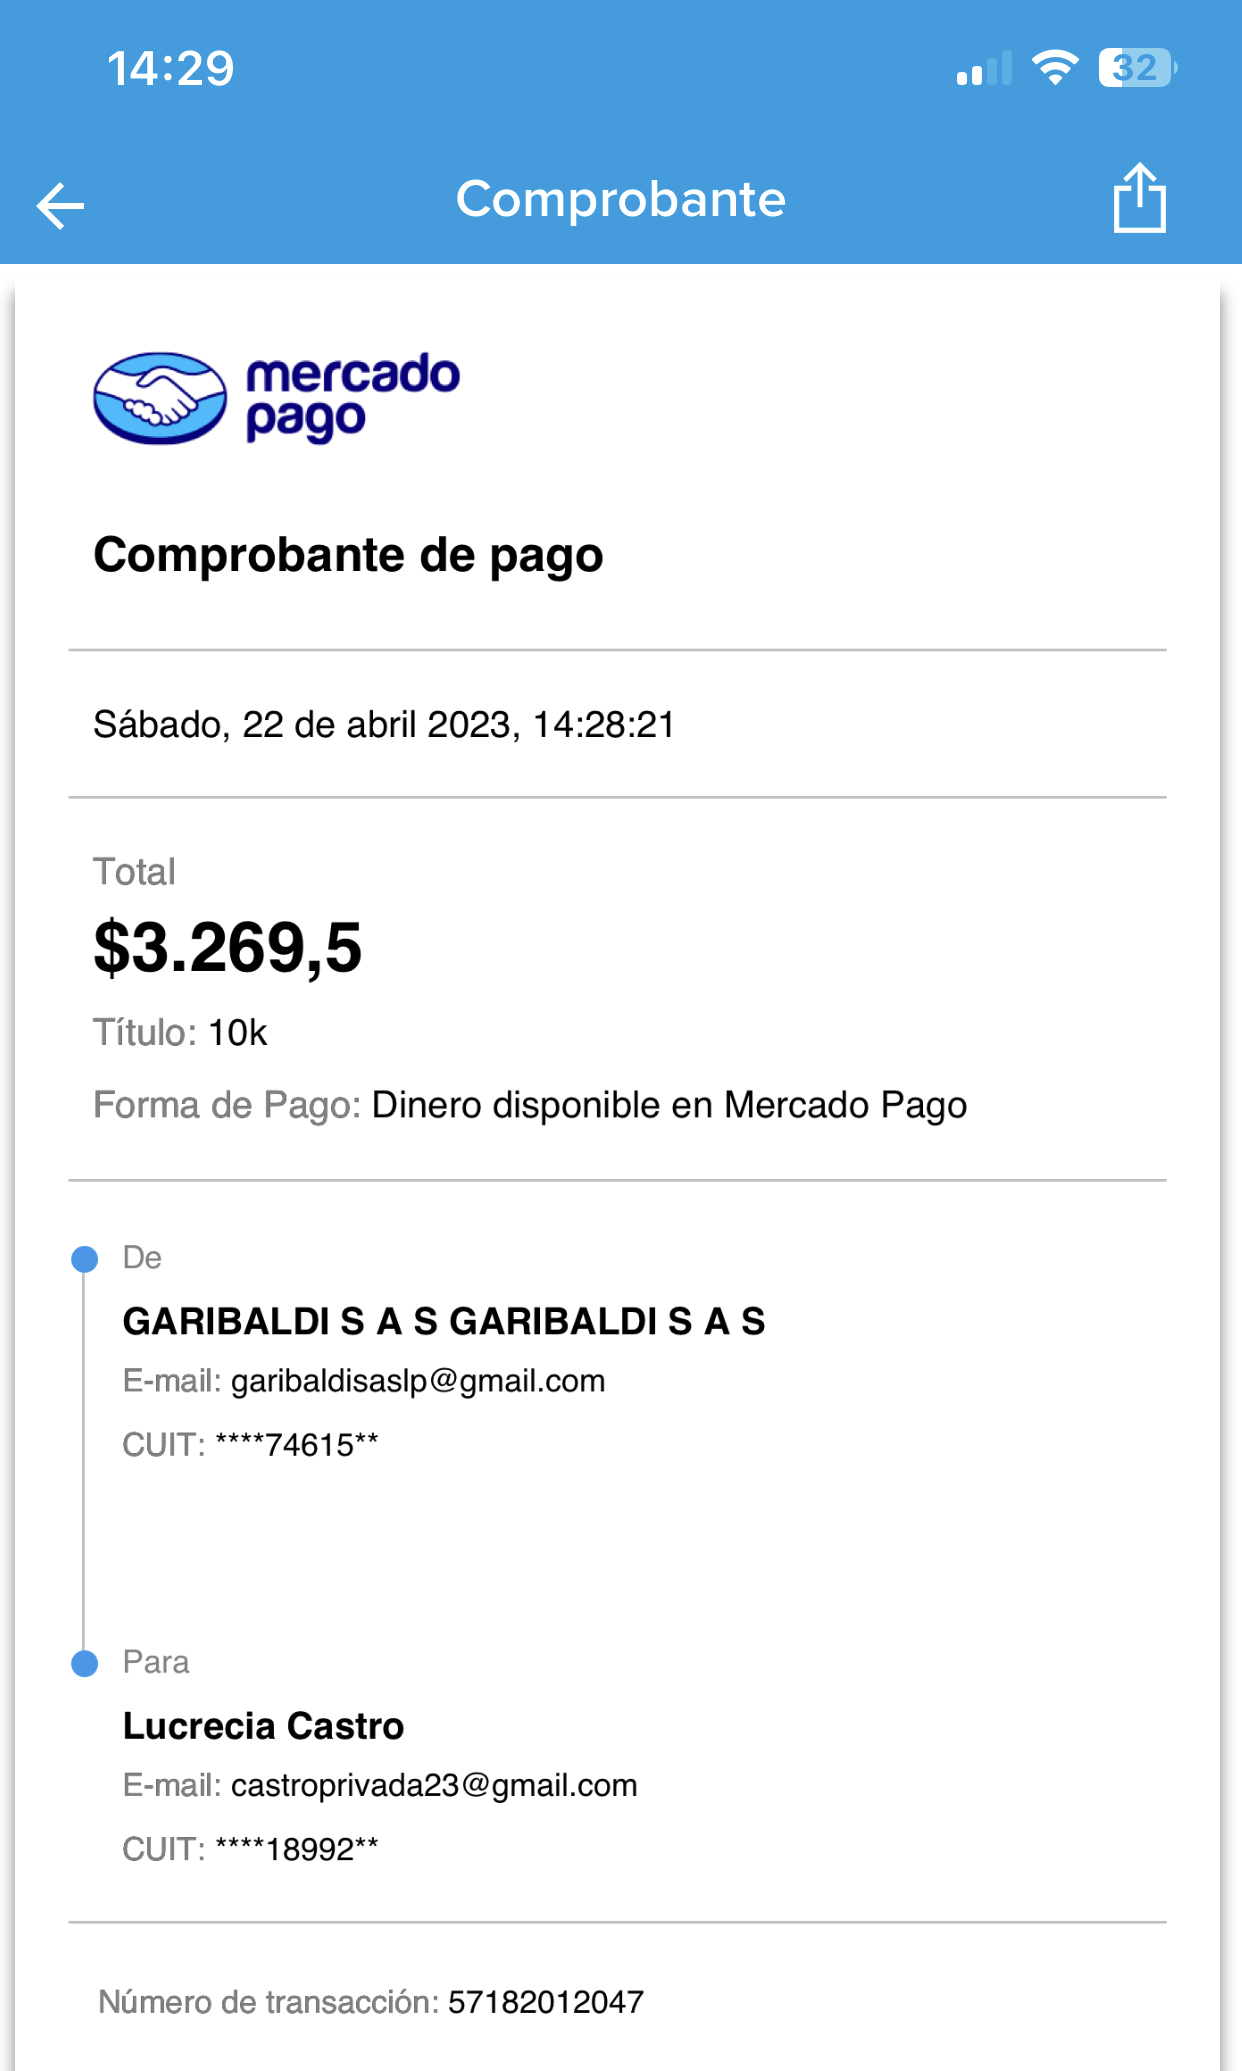 14:29
32
Comprobante
mercado
pago
Comprobante de pago
Sábado, 22 de abril 2023, 14:28:21
Total
$3.269,5
Título: 10k
Forma de Pago: Dinero disponible en Mercado Pago
De
GARIBALDI S A S GARIBALDI S A S
E-mail: garibaldisaslp@gmail.com
CUIT: ****74615**
Para
Lucrecia Castro
E-mail: castroprivada23@gmail.com
CUIT: ****18992**
Número de transacción: 57182012047